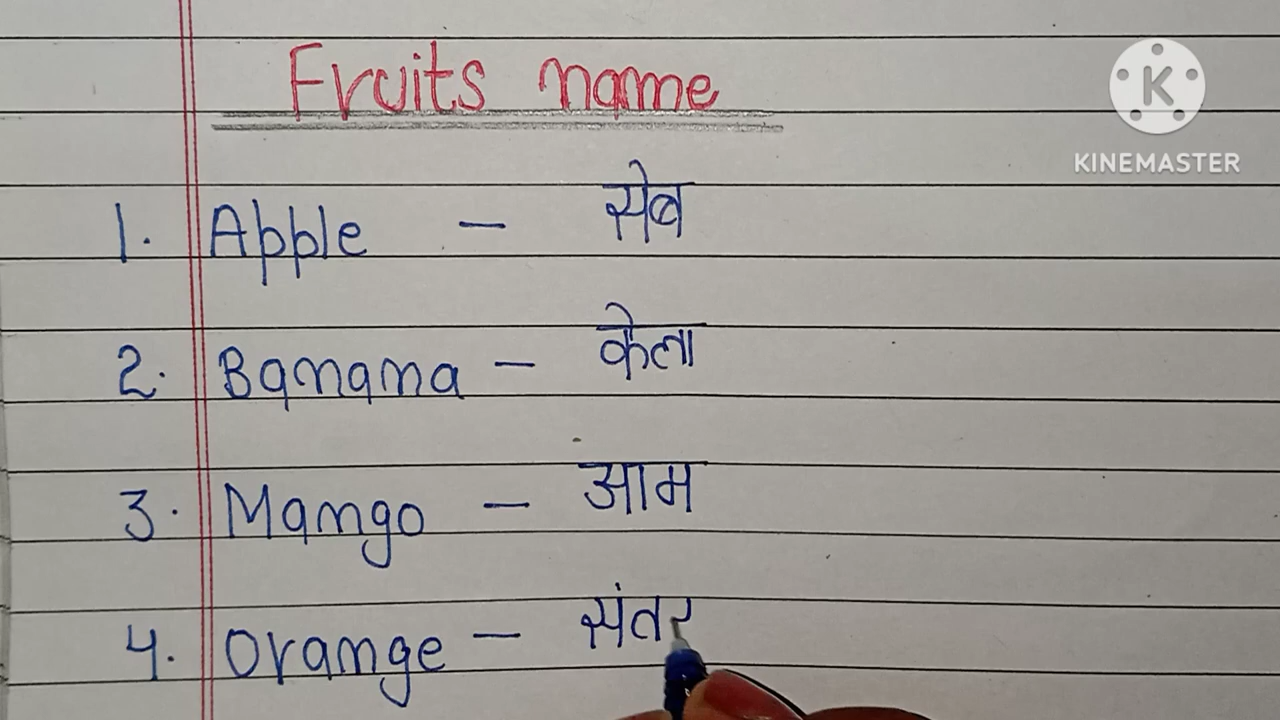 Fruits name
K
KINEMASTER
1. Apple - सेब
2. Banana - केला
3. Mango - आम
4. Orange - संतर